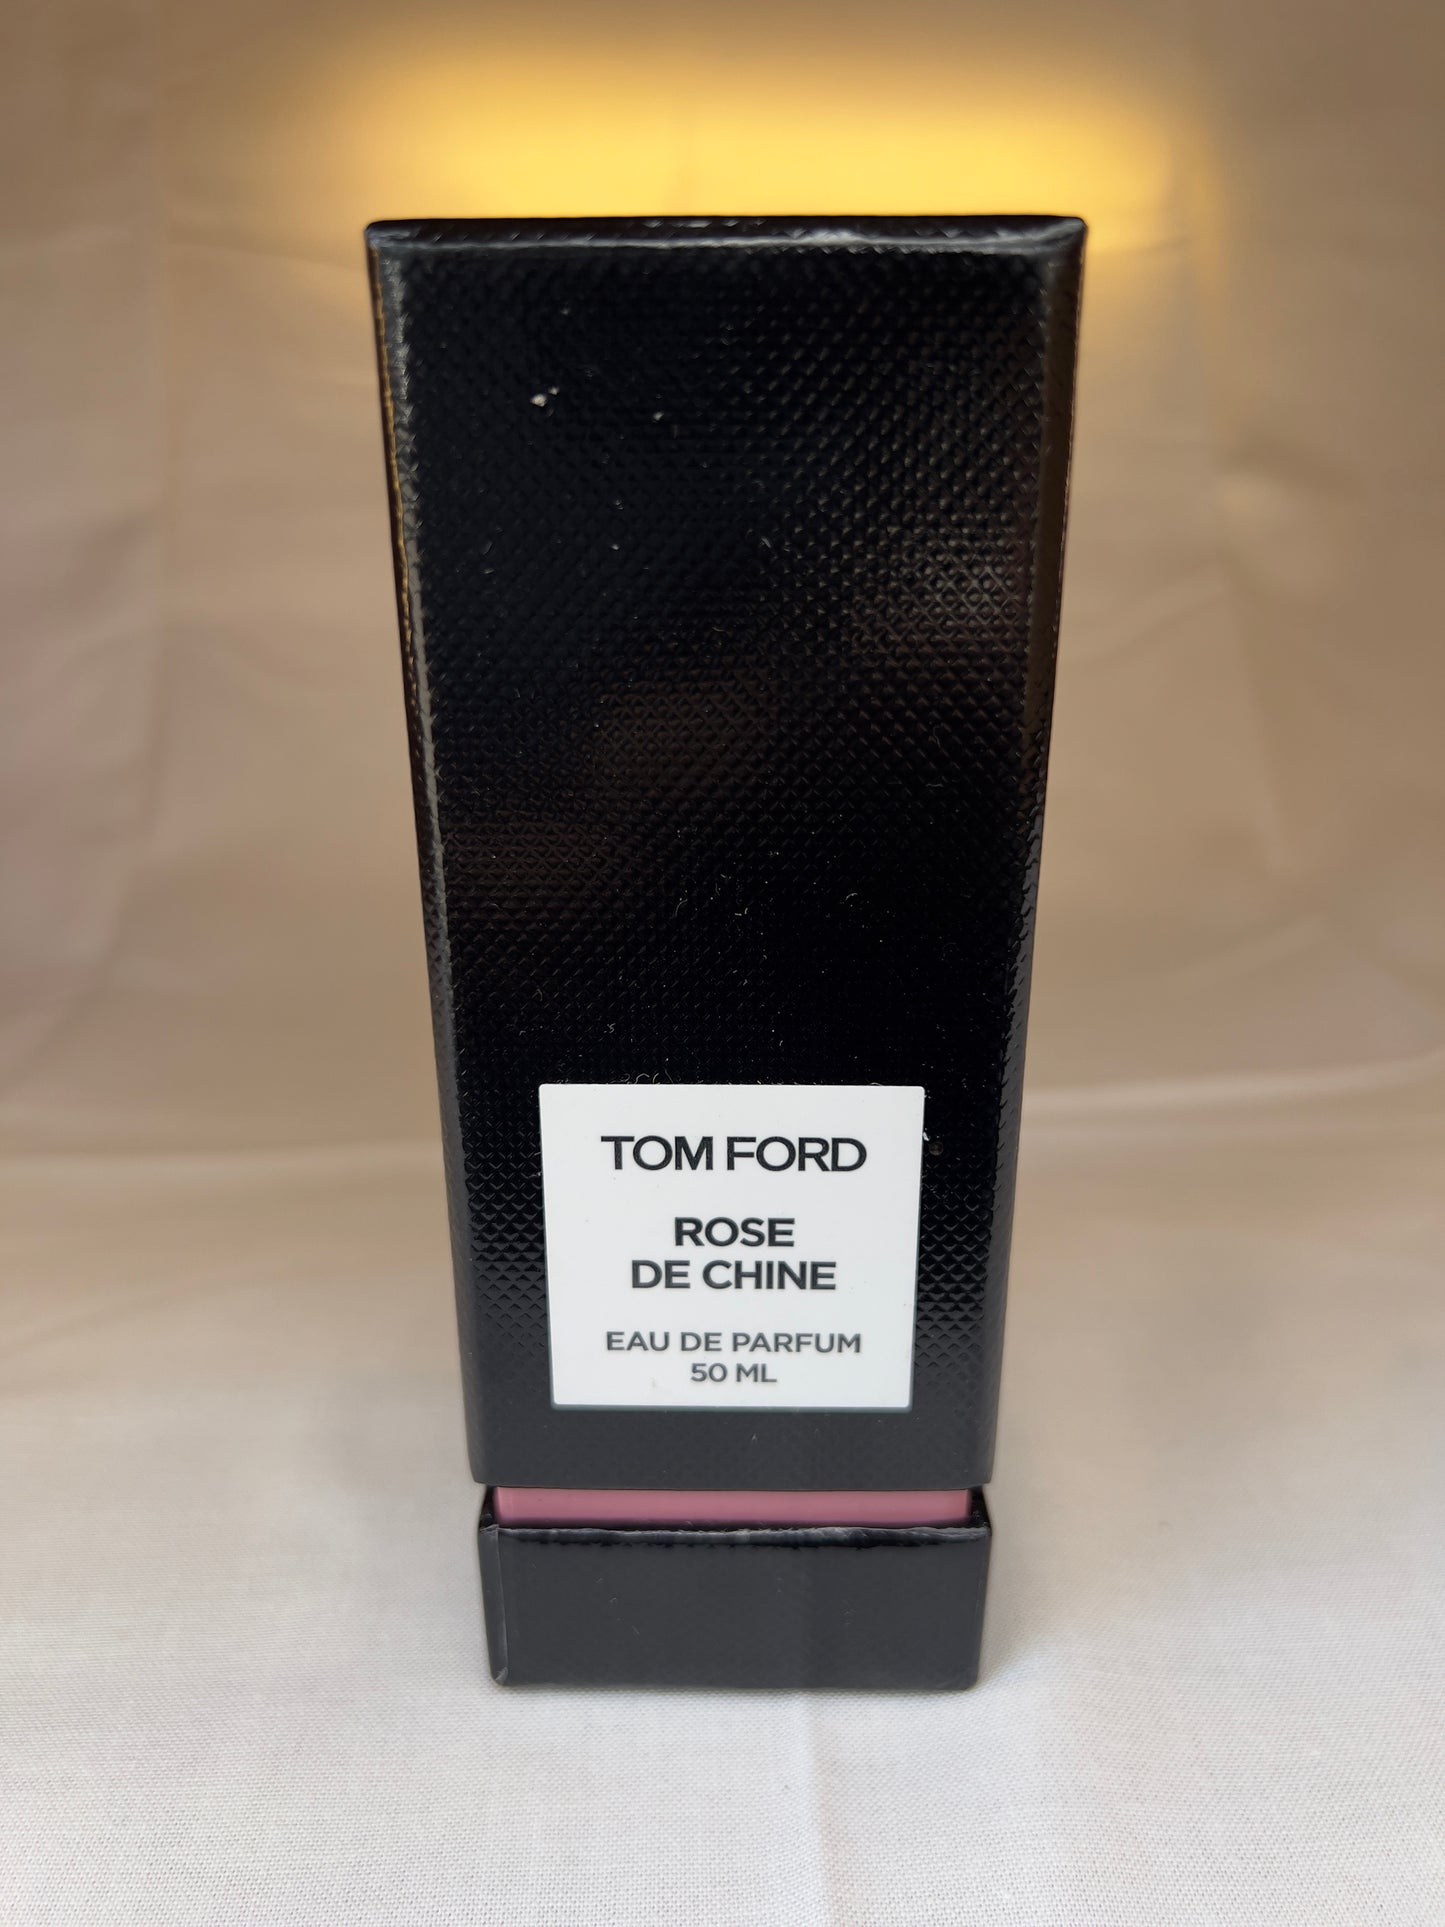 TOM FORD
ROSE
DE CHINE
EAU DE PARFUM
50 ML